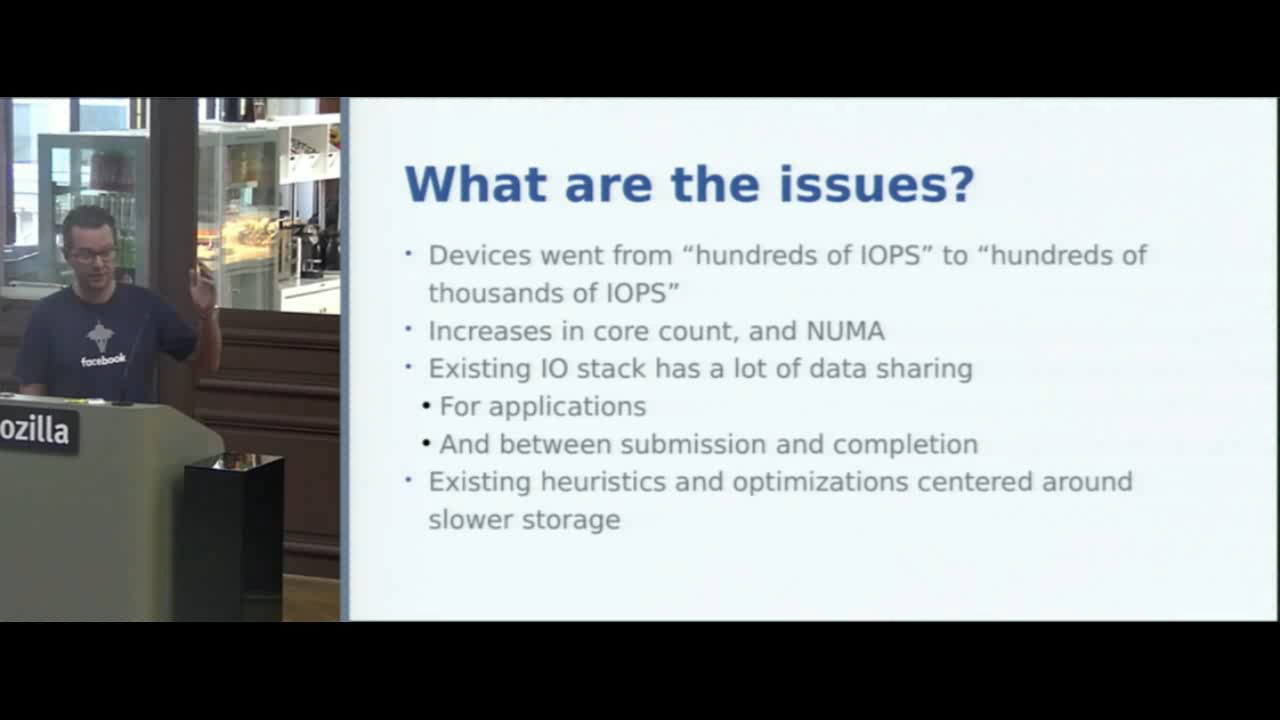 What are the issues?
Devices went from “hundreds of IOPS” to “hundreds of
thousands of IOPS”
Increases in core count, and NUMA
Existing IO stack has a lot of data sharing
For applications
And between submission and completion
Existing heuristics and optimizations centered around
slower storage
facebook
ozilla